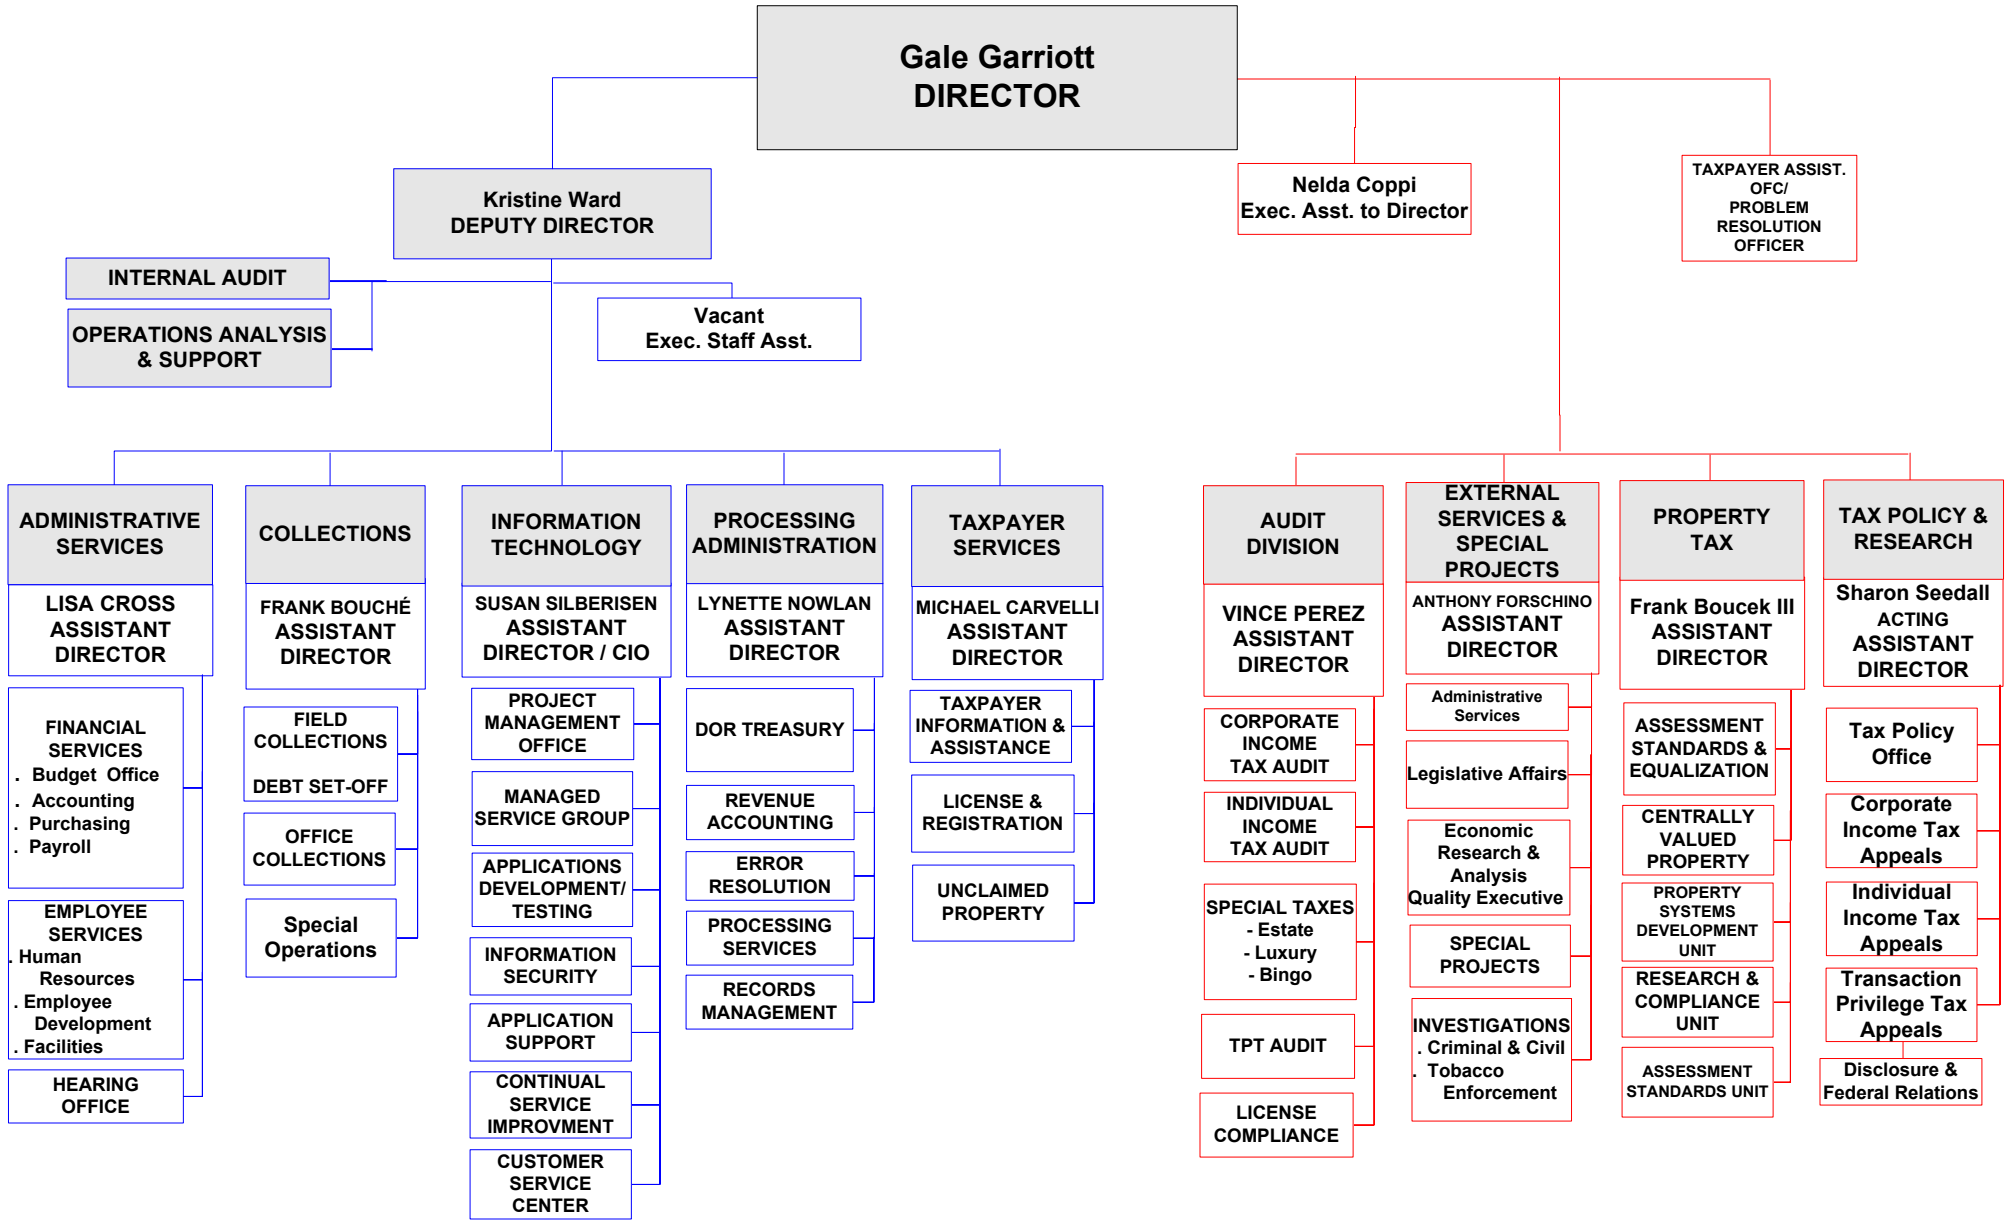 Gale Garriott
DIRECTOR
Kristine Ward
DEPUTY DIRECTOR
Nelda Coppi
Exec. Asst. to Director
TAXPAYER ASSIST.
OFC/
PROBLEM
RESOLUTION
OFFICER
INTERNAL AUDIT
OPERATIONS ANALYSIS
& SUPPORT
Vacant
Exec. Staff Asst.
ADMINISTRATIVE
SERVICES
LISA CROSS
ASSISTANT
DIRECTOR
FINANCIAL
SERVICES
. Budget Office
. Accounting
. Purchasing
. Payroll
EMPLOYEE
SERVICES
. Human
Resources
. Employee
Development
. Facilities
HEARING
OFFICE
COLLECTIONS
FRANK BOUCHÉ
ASSISTANT
DIRECTOR
FIELD
COLLECTIONS
DEBT SET-OFF
OFFICE
COLLECTIONS
Special
Operations
INFORMATION
TECHNOLOGY
SUSAN SILBERISEN
ASSISTANT
DIRECTOR / CIO
PROJECT
MANAGEMENT
OFFICE
MANAGED
SERVICE GROUP
APPLICATIONS
DEVELOPMENT/
TESTING
INFORMATION
SECURITY
APPLICATION
SUPPORT
CONTINUAL
SERVICE
IMPROVMENT
CUSTOMER
SERVICE
CENTER
PROCESSING
ADMINISTRATION
LYNETTE NOWLAN
ASSISTANT
DIRECTOR
DOR TREASURY
REVENUE
ACCOUNTING
ERROR
RESOLUTION
PROCESSING
SERVICES
RECORDS
MANAGEMENT
TAXPAYER
SERVICES
MICHAEL CARVELLI
ASSISTANT
DIRECTOR
TAXPAYER
INFORMATION &
ASSISTANCE
LICENSE &
REGISTRATION
UNCLAIMED
PROPERTY
AUDIT
DIVISION
VINCE PEREZ
ASSISTANT
DIRECTOR
CORPORATE
INCOME
TAX AUDIT
INDIVIDUAL
INCOME
TAX AUDIT
SPECIAL TAXES
- Estate
- Luxury
- Bingo
TPT AUDIT
LICENSE
COMPLIANCE
EXTERNAL
SERVICES &
SPECIAL
PROJECTS
ANTHONY FORSCHINO
ASSISTANT
DIRECTOR
Administrative
Services
Legislative Affairs
Economic
Research &
Analysis
Quality Executive
SPECIAL
PROJECTS
INVESTIGATIONS
. Criminal & Civil
. Tobacco
Enforcement
PROPERTY
TAX
Frank Boucek III
ASSISTANT
DIRECTOR
ASSESSMENT
STANDARDS &
EQUALIZATION
CENTRALLY
VALUED
PROPERTY
PROPERTY
SYSTEMS
DEVELOPMENT
UNIT
RESEARCH &
COMPLIANCE
UNIT
ASSESSMENT
STANDARDS UNIT
TAX POLICY &
RESEARCH
Sharon Seedall
ACTING
ASSISTANT
DIRECTOR
Tax Policy
Office
Corporate
Income Tax
Appeals
Individual
Income Tax
Appeals
Transaction
Privilege Tax
Appeals
Disclosure &
Federal Relations